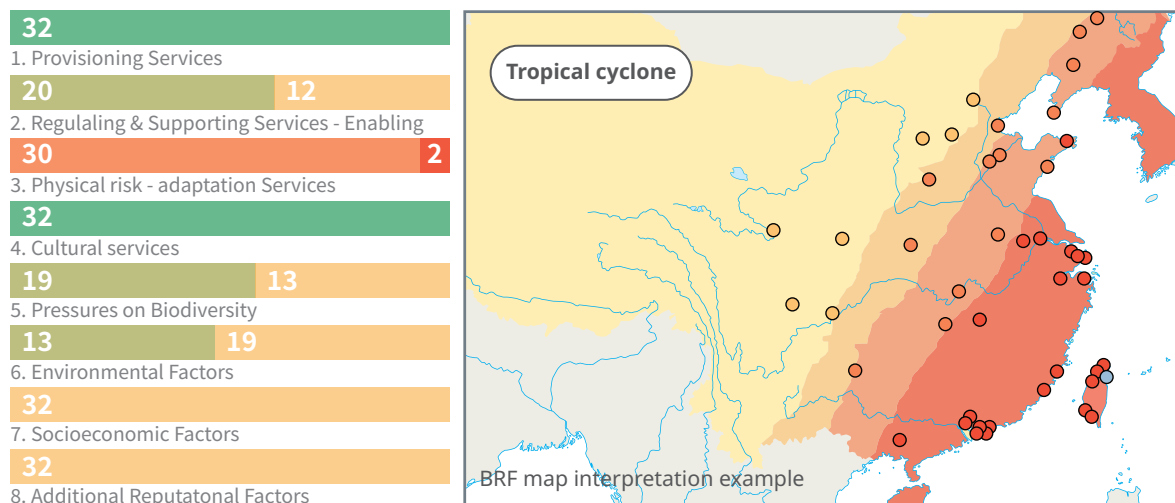 32
1. Provisioning Services
20 12
2. Regulaling & Supporting Services - Enabling
30 2
3. Physical risk - adaptation Services
32
4. Cultural services
19 13
5. Pressures on Biodiversity
13 19
6. Environmental Factors
32
7. Socioeconomic Factors
32
8. Additional Reputatonal Factors
Tropical cyclone
BRF map interpretation example